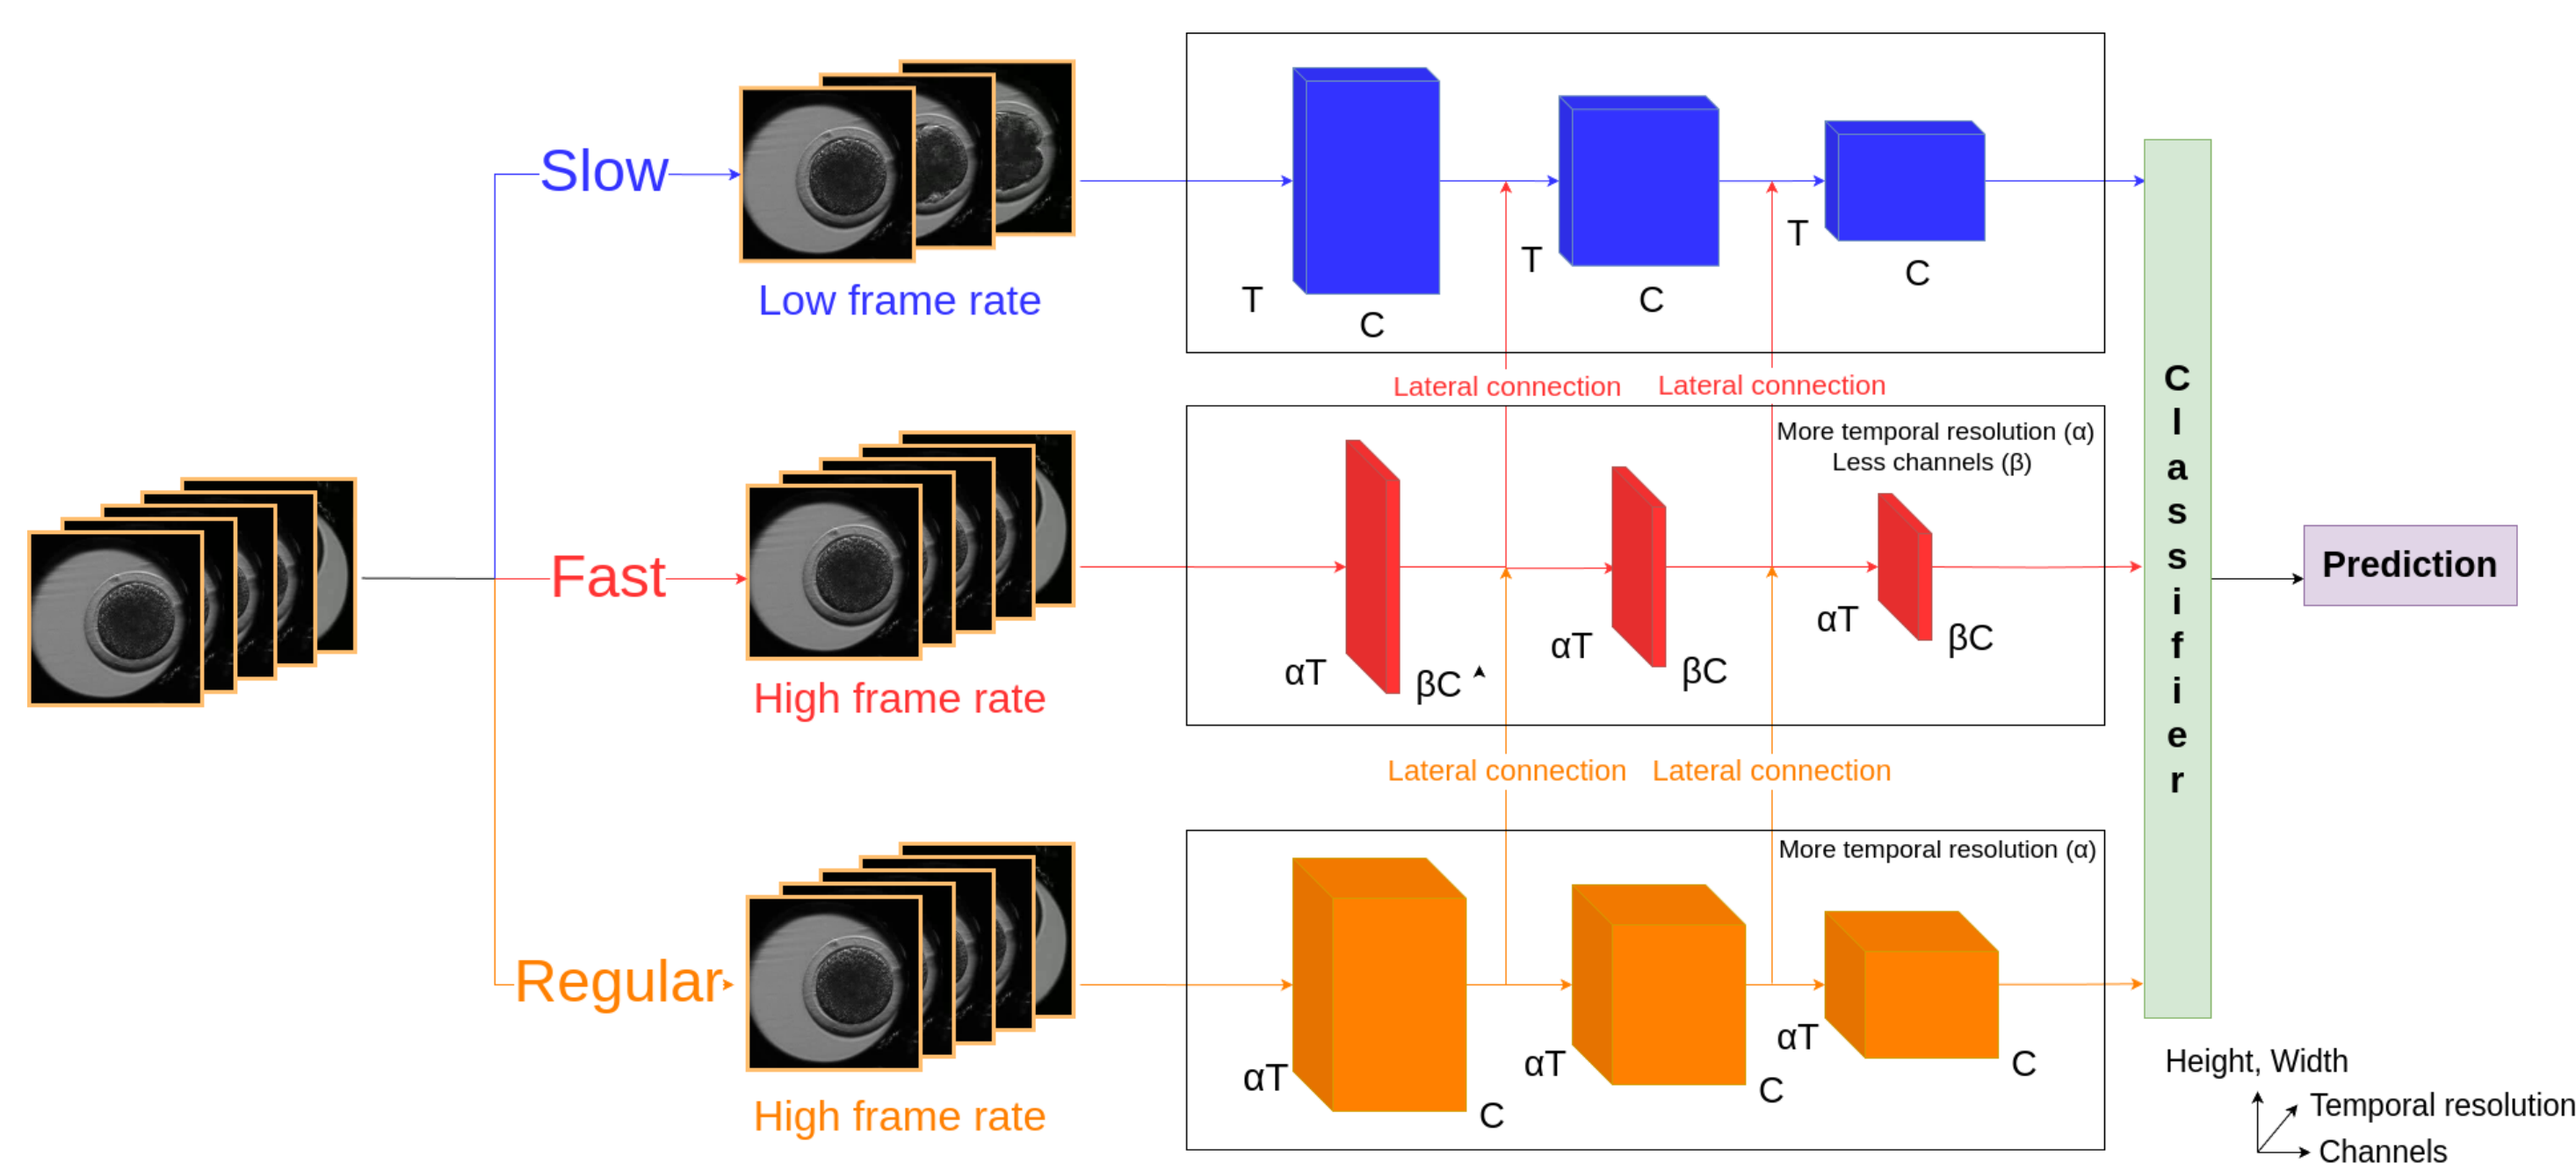 Slow
Low frame rate
T
C
T
C
T
C
Lateral connection
Lateral connection
Fast
High frame rate
More temporal resolution (α)
Less channels (β)
αT
βC
αT
βC
αT
βC
Lateral connection
Lateral connection
Regular
High frame rate
More temporal resolution (α)
αT
C
αT
C
αT
C
Classifier
Prediction
Height, Width
Temporal resolution
Channels